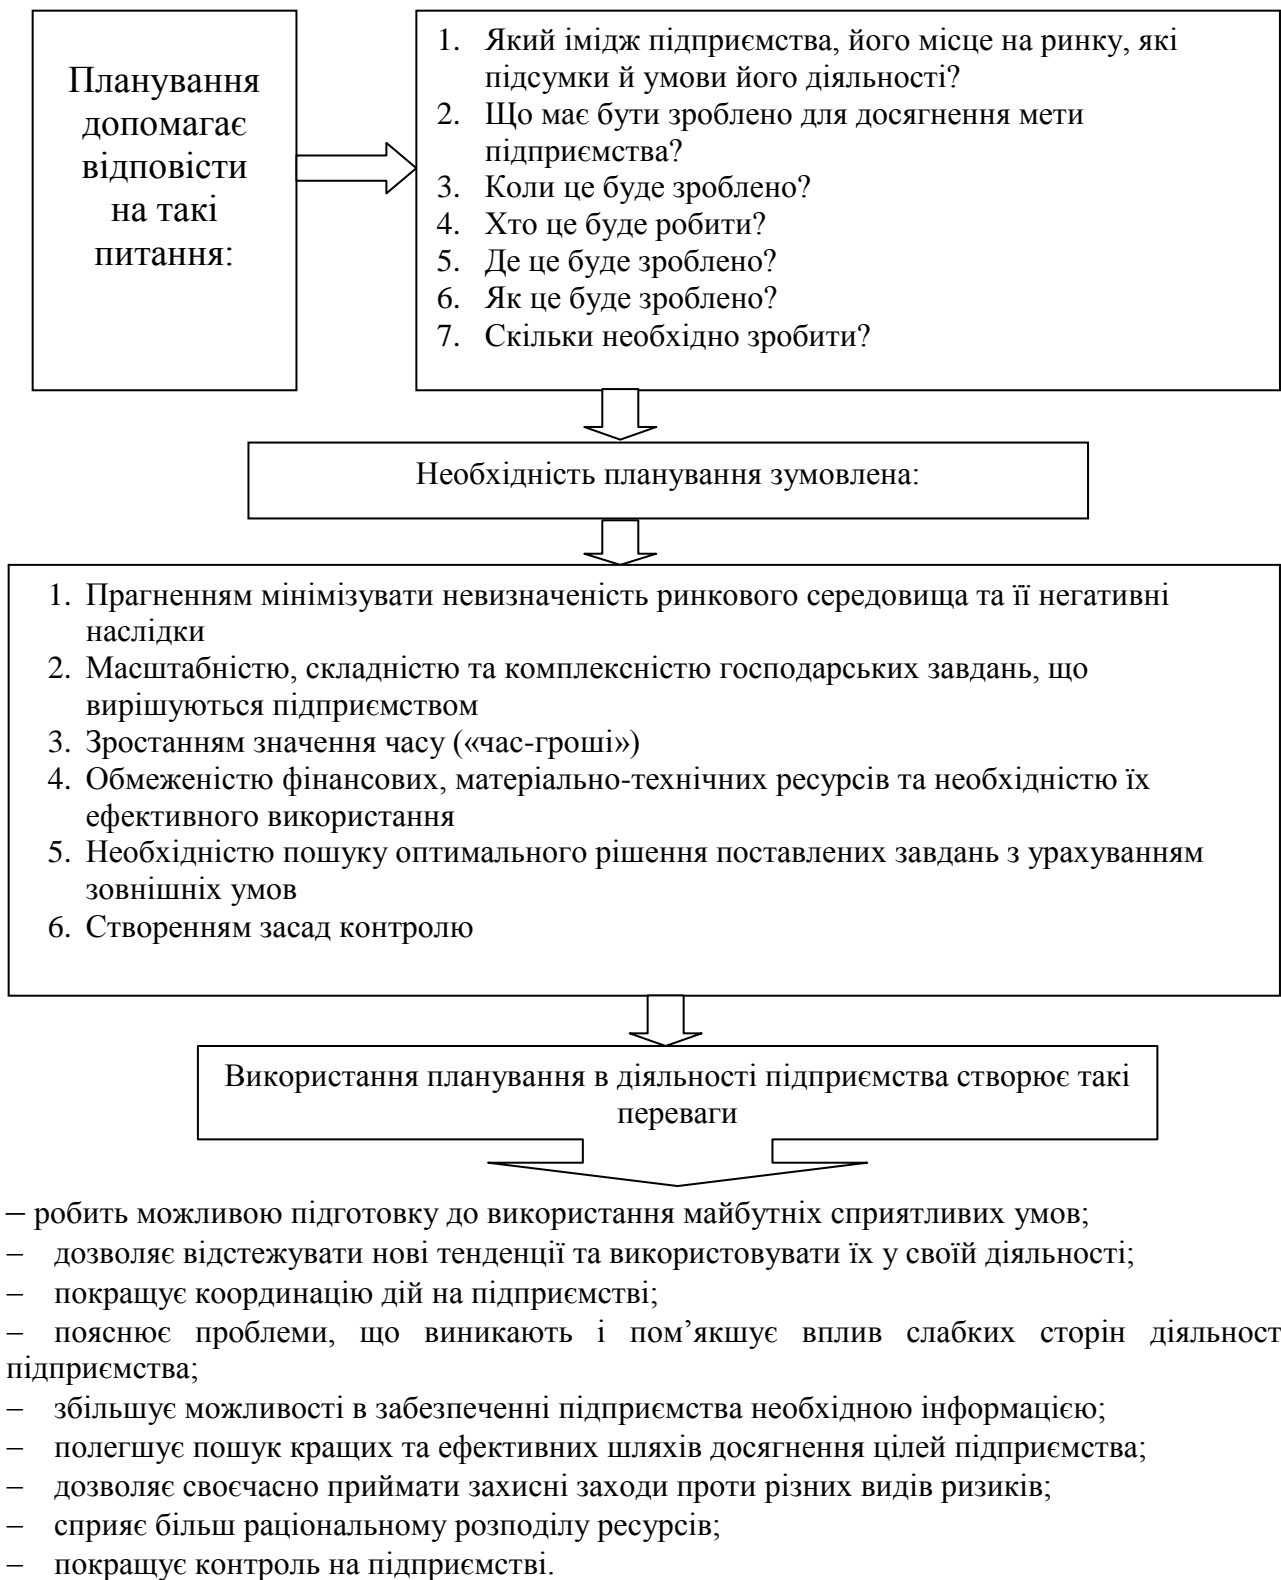 Планування
допомагає
відповісти
на такі
питання:
1. Який імідж підприємства, його місце на ринку, які
підсумки й умови його діяльності?
2. Що має бути зроблено для досягнення мети
підприємства?
3. Коли це буде зроблено?
4. Хто це буде робити?
5. Де це буде зроблено?
6. Як це буде зроблено?
7. Скільки необхідно зробити?
Необхідність планування зумовлена:
1. Прагненням мінімізувати невизначеність ринкового середовища та її негативні
наслідки
2. Масштабністю, складністю та комплексністю господарських завдань, що
вирішуються підприємством
3. Зростанням значення часу («час-гроші»)
4. Обмеженістю фінансових, матеріально-технічних ресурсів та необхідністю їх
ефективного використання
5. Необхідністю пошуку оптимального рішення поставлених завдань з урахуванням
зовнішніх умов
6. Створенням засад контролю
Використання планування в діяльності підприємства створює такі
переваги
– робить можливою підготовку до використання майбутніх сприятливих умов;
– дозволяє відстежувати нові тенденції та використовувати їх у своїй діяльності;
– покращує координацію дій на підприємстві;
– пояснює проблеми, що виникають і пом’якшує вплив слабких сторін діяльност
підприємства;
– збільшує можливості в забезпеченні підприємства необхідною інформацією;
– полегшує пошук кращих та ефективних шляхів досягнення цілей підприємства;
– дозволяє своєчасно приймати захисні заходи проти різних видів ризиків;
– сприяє більш раціональному розподілу ресурсів;
– покращує контроль на підприємстві.